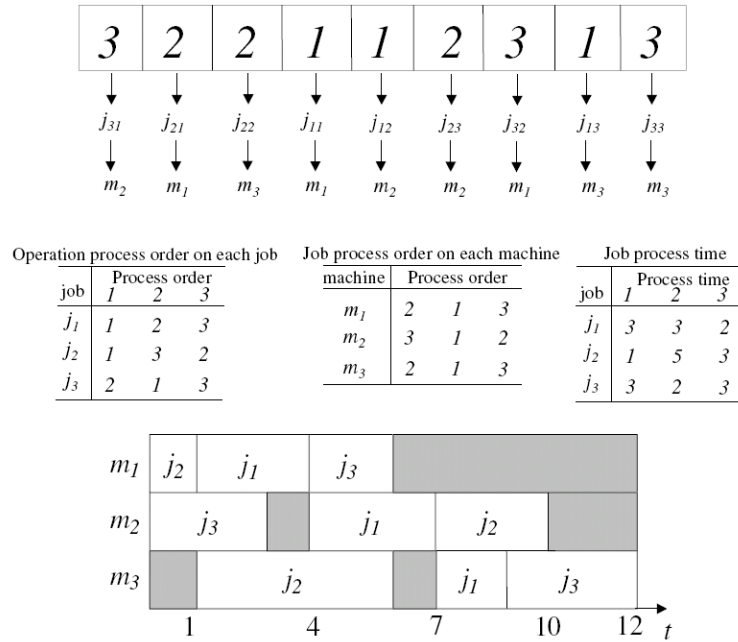 3 2 2 1 1 2 3 1 3
j31 j21 j22 j11 j12 j23 j32 j13 j33
m2 m1 m3 m1 m2 m2 m1 m3 m3
Operation process order on each job
Process order
job 1 2 3
j1 1 2 3
j2 1 3 2
j3 2 1 3
Job process order on each machine
machine Process order
m1 2 1 3
m2 3 1 2
m3 2 1 3
Job process time
Process time
job 1 2 3
j1 3 3 2
j2 1 5 3
j3 3 2 3
m1 j2 j1 j3
m2 j3 j1 j2
m3 j2 j1 j3
1 4 7 10 12 t